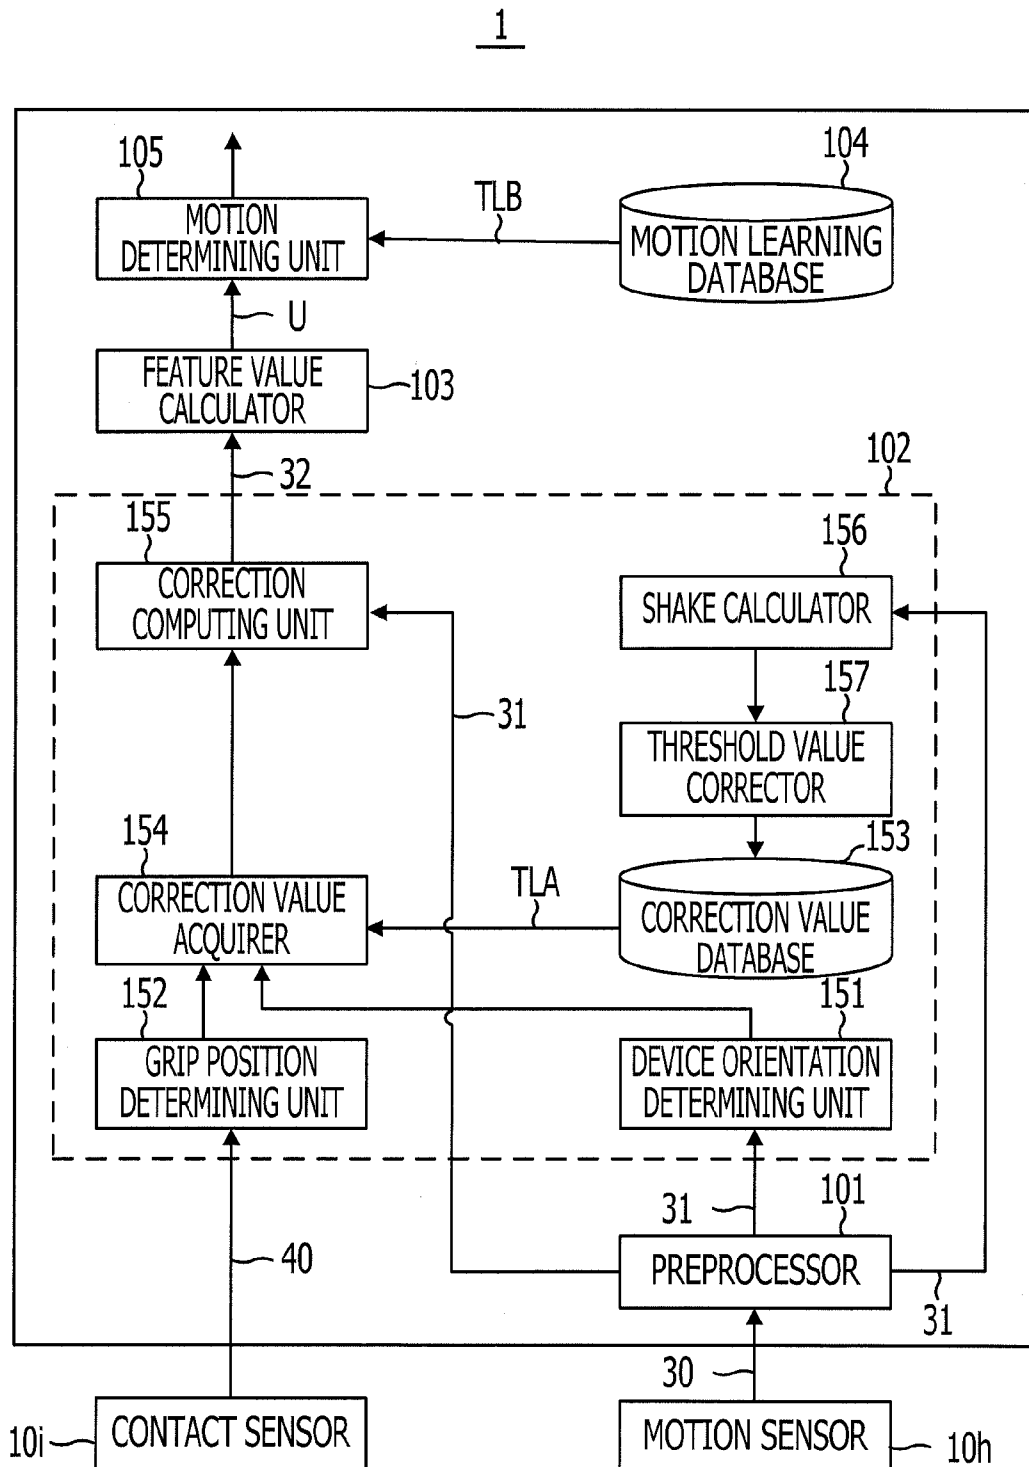 1
105
MOTION
DETERMINING UNIT
TLB
104
MOTION LEARNING
DATABASE
U
FEATURE VALUE
CALCULATOR
103
32
102
155
CORRECTION
COMPUTING UNIT
156
SHAKE CALCULATOR
31
157
THRESHOLD VALUE
CORRECTOR
154
CORRECTION VALUE
ACQUIRER
TLA
153
CORRECTION VALUE
DATABASE
152
GRIP POSITION
DETERMINING UNIT
151
DEVICE ORIENTATION
DETERMINING UNIT
40
31
101
PREPROCESSOR
31
30
10i
CONTACT SENSOR
MOTION SENSOR
10h